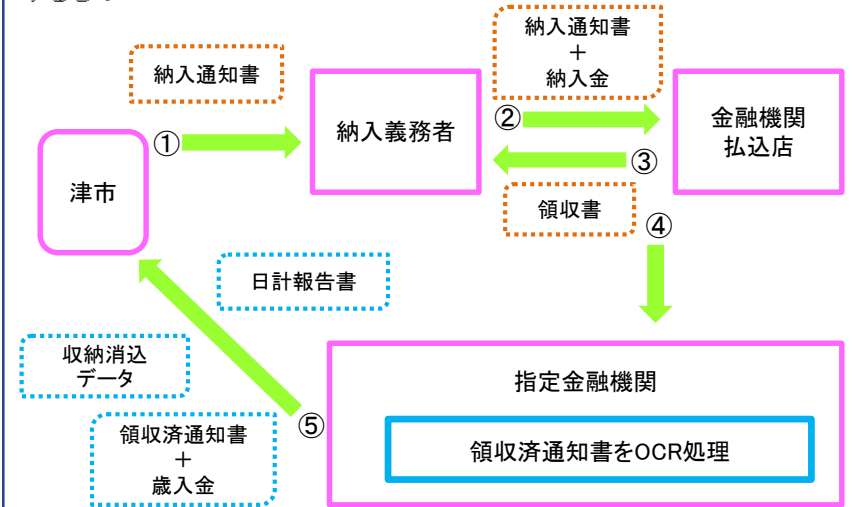 納入通知書
+
納入金
納入通知書
①
納入義務者
②
金融機関
払込店
③
津市
領収書
④
日計報告書
収納消込
データ
指定金融機関
⑤
領収済通知書
+
歳入金
領収済通知書をOCR処理